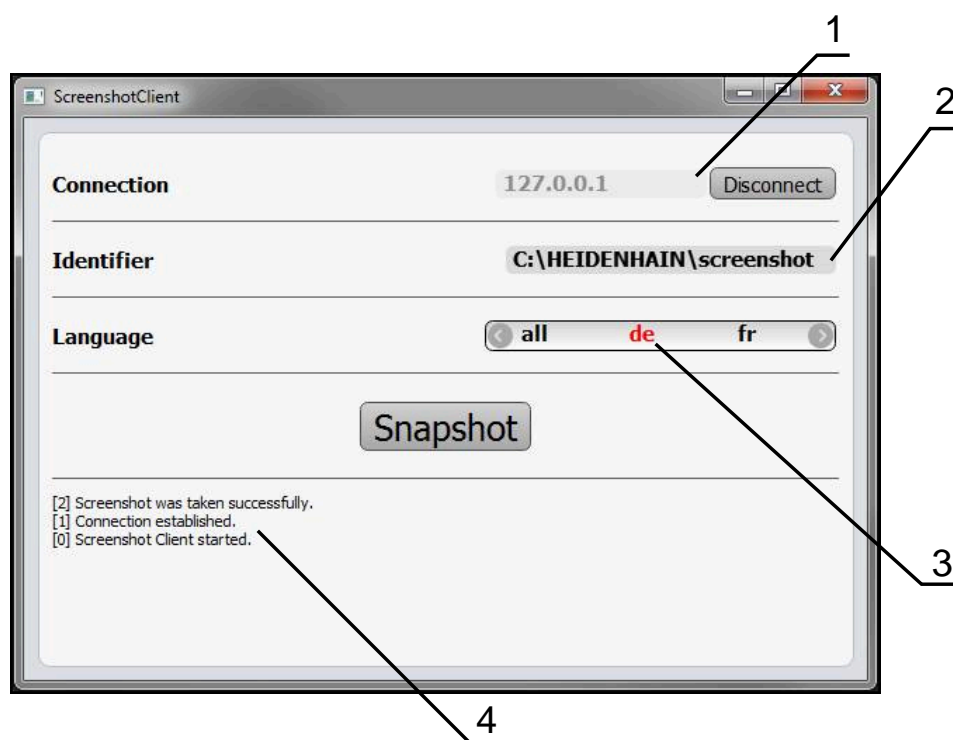 1
ScreenshotClient
2
Connection 127.0.0.1 Disconnect
Identifier C:\HEIDENHAIN\screenshot
Language all de fr
Snapshot
[2] Screenshot was taken successfully.
[1] Connection established.
[0] Screenshot Client started.
3
4